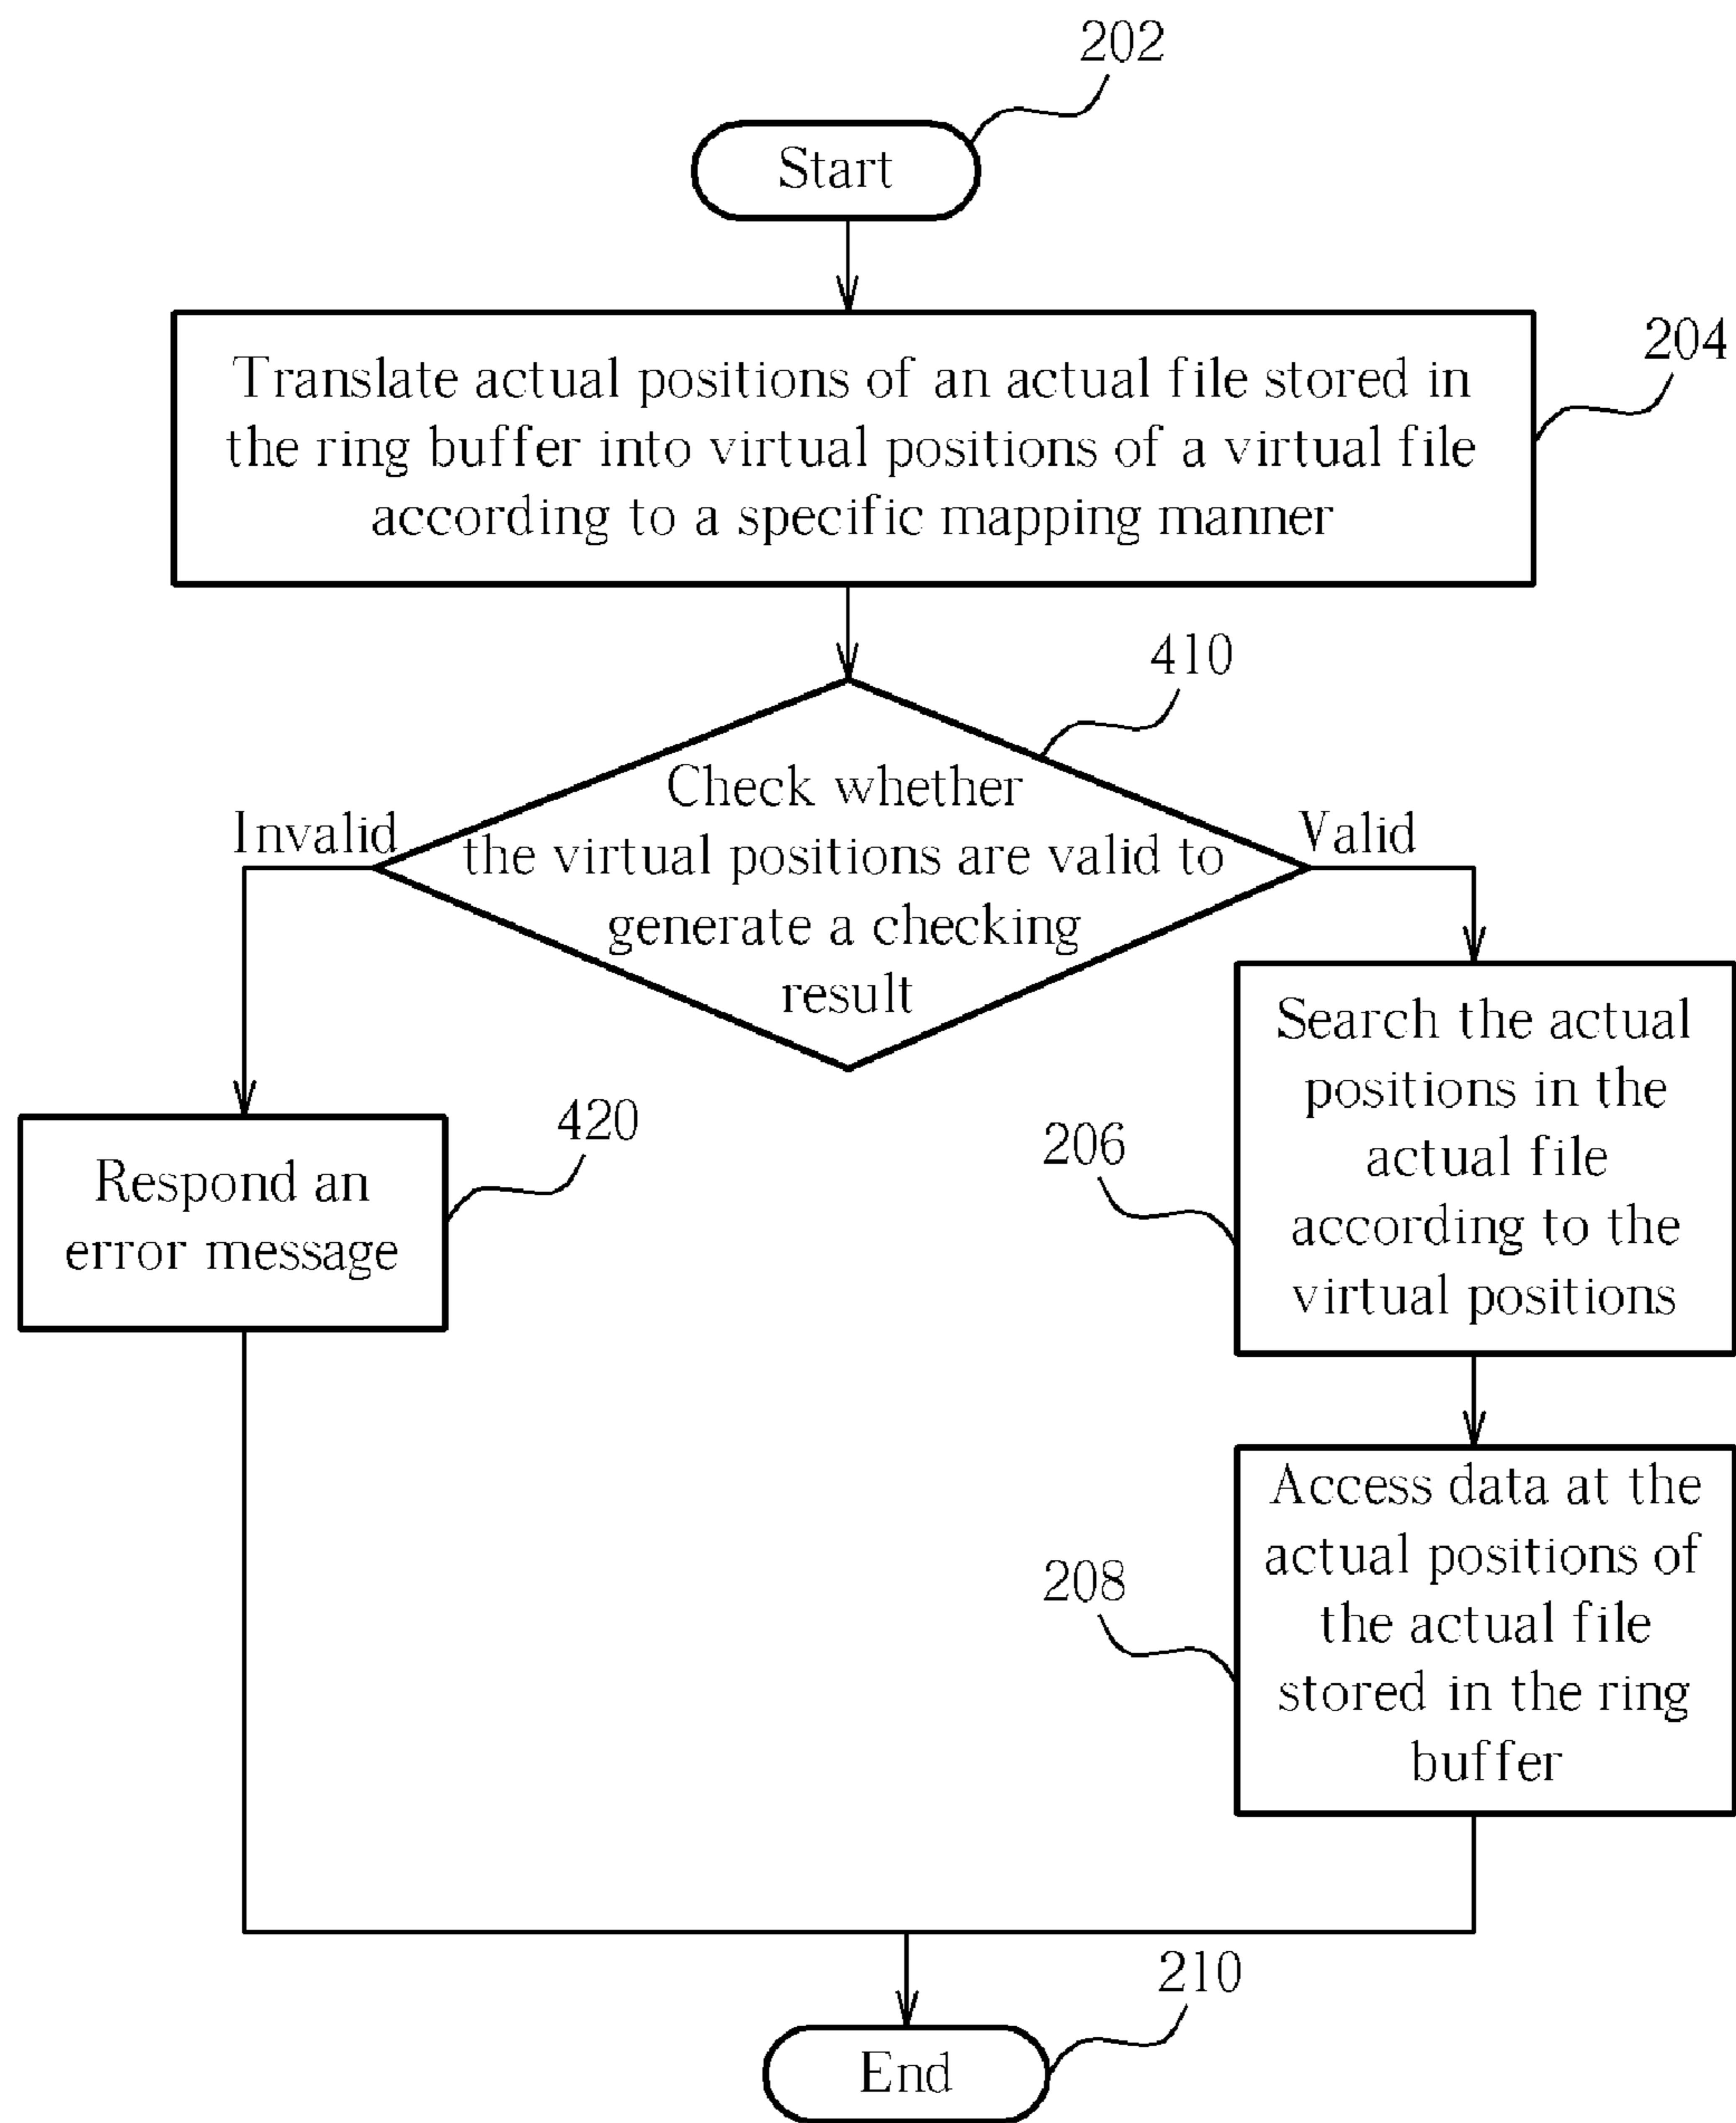 202
Start
204
Translate actual positions of an actual file stored in
the ring buffer into virtual positions of a virtual file
according to a specific mapping manner
410
Check whether
the virtual positions are valid to
generate a checking
result
Invalid
Valid
420
Respond an
error message
206
Search the actual
positions in the
actual file
according to the
virtual positions
208
Access data at the
actual positions of
the actual file
stored in the ring
buffer
210
End